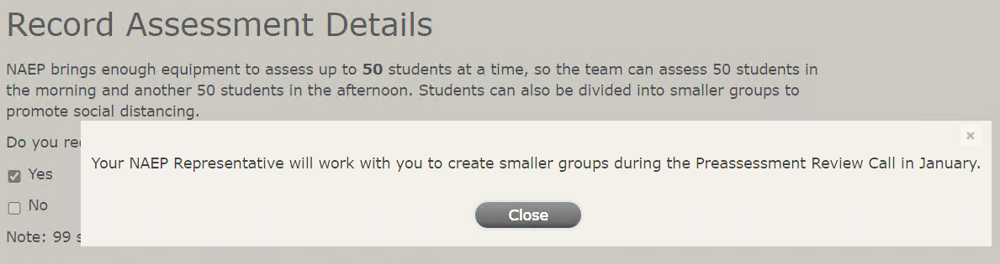 Record Assessment Details
NAEP brings enough equipment to assess up to 50 students at a time, so the team can assess 50 students in
the morning and another 50 students in the afternoon. Students can also be divided into smaller groups to
promote social distancing.
Do you
×
Your NAEP Representative will work with you to create smaller groups during the Preassessment Review Call in January.
Yes
No
Close
Note: 99